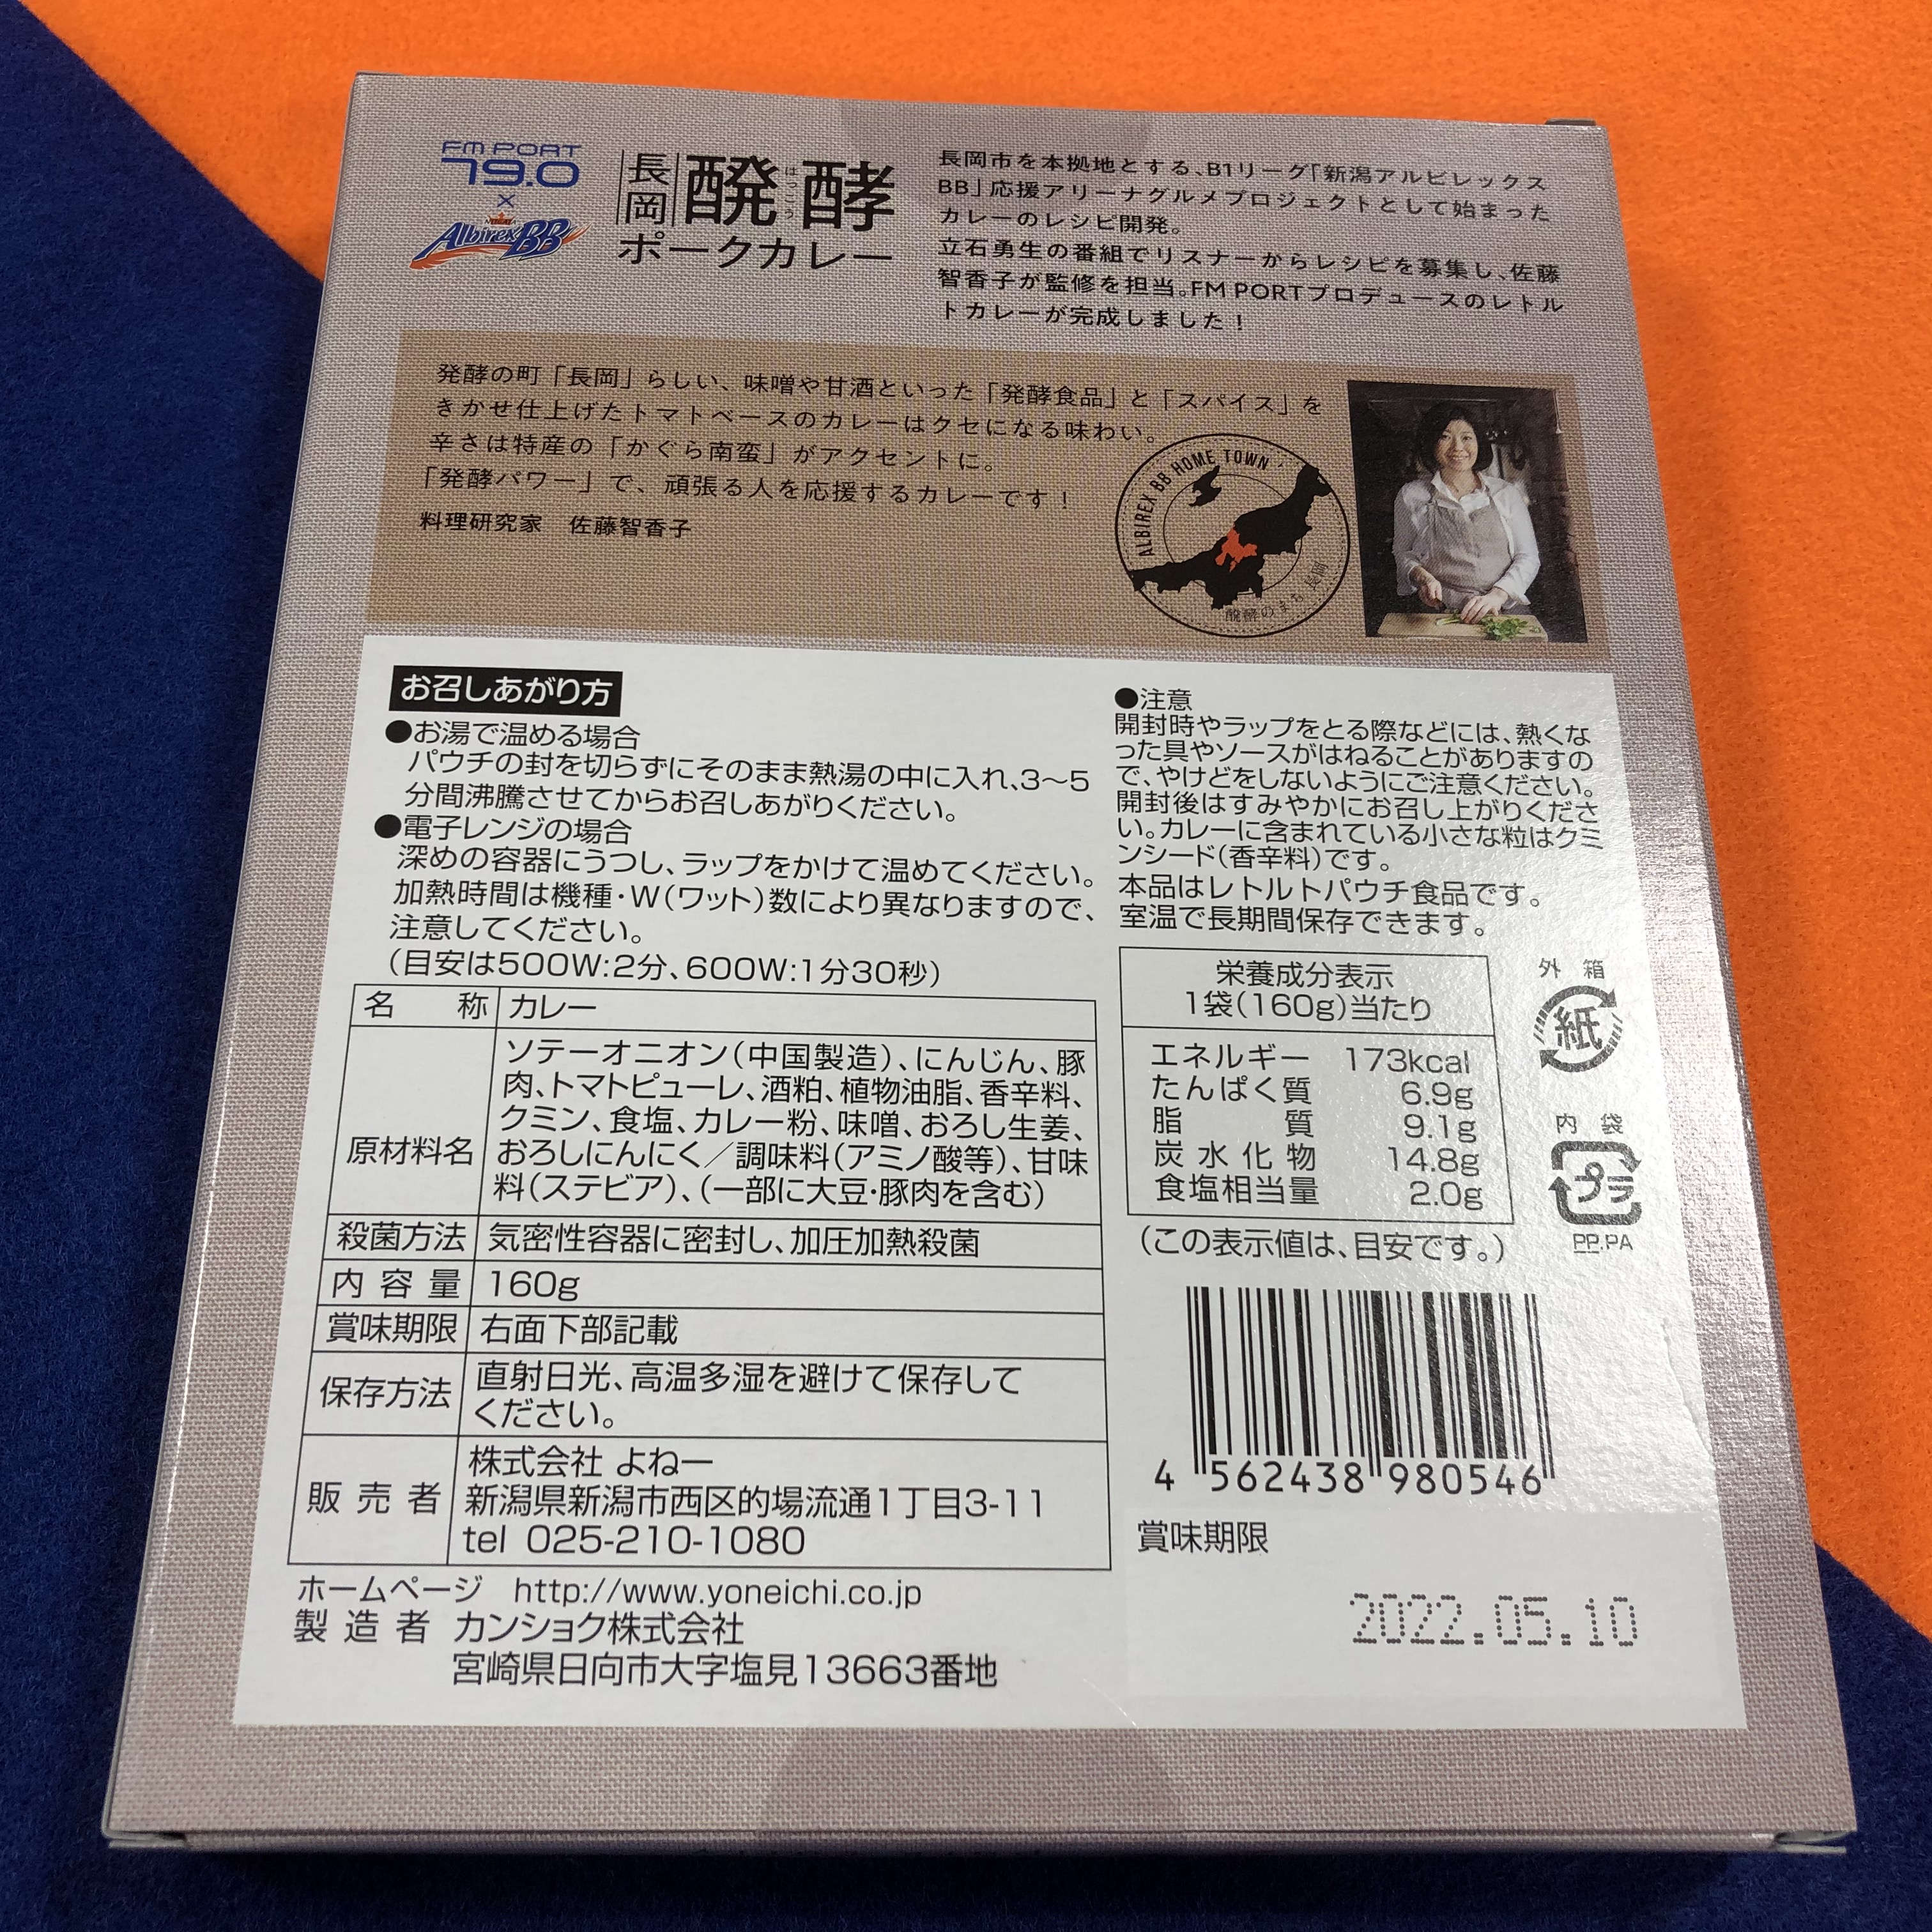 FM PORT
79.0
×
Albirex BB
長岡 醗酵
はっこう
ポークカレー
長岡市を本拠地とする、B1リーグ「新潟アルビレックス
BB」応援アリーナグルメプロジェクトとして始まった
カレーのレシピ開発。
立石勇生の番組でリスナーからレシピを募集し、佐藤
智香子が監修を担当。FM PORTプロデュースのレトル
トカレーが完成しました！
発酵の町「長岡」らしい、味噌や甘酒といった「発酵食品」と「スパイス」を
きかせ仕上げたトマトベースのカレーはクセになる味わい。
辛さは特産の「かぐら南蛮」がアクセントに。
「発酵パワー」で、頑張る人を応援するカレーです！
料理研究家　佐藤智香子
ALBIREX BB HOME TOWN
醗酵のまち 長岡
お召しあがり方
●お湯で温める場合
パウチの封を切らずにそのまま熱湯の中に入れ、3〜5
分間沸騰させてからお召しあがりください。
●電子レンジの場合
深めの容器にうつし、ラップをかけて温めてください。
加熱時間は機種・W（ワット）数により異なりますので、
注意してください。
（目安は500W:2分、600W:1分30秒）
名　称 カレー
原材料名 ソテーオニオン（中国製造）、にんじん、豚
肉、トマトピューレ、酒粕、植物油脂、香辛料、
クミン、食塩、カレー粉、味噌、おろし生姜、
おろしにんにく／調味料（アミノ酸等）、甘味
料（ステビア）、（一部に大豆・豚肉を含む）
殺菌方法 気密性容器に密封し、加圧加熱殺菌
内容量 160g
賞味期限 右面下部記載
保存方法 直射日光、高温多湿を避けて保存して
ください。
販売者 株式会社 よねー
新潟県新潟市西区的場流通1丁目3-11
tel 025-210-1080
ホームページ　http://www.yoneichi.co.jp
製造者 カンショク株式会社
宮崎県日向市大字塩見13663番地
●注意
開封時やラップをとる際などには、熱くな
った具やソースがはねることがありますの
で、やけどをしないようにご注意ください。
開封後はすみやかにお召し上がりくださ
い。カレーに含まれている小さな粒はクミ
ンシード（香辛料）です。
本品はレトルトパウチ食品です。
室温で長期間保存できます。
栄養成分表示
1袋（160g）当たり
エネルギー 173kcal
たんぱく質 6.9g
脂質 9.1g
炭水化物 14.8g
食塩相当量 2.0g
（この表示値は、目安です。）
外箱
紙
内袋
プラ
PP.PA
4 562438 980546
賞味期限
2022.05.10